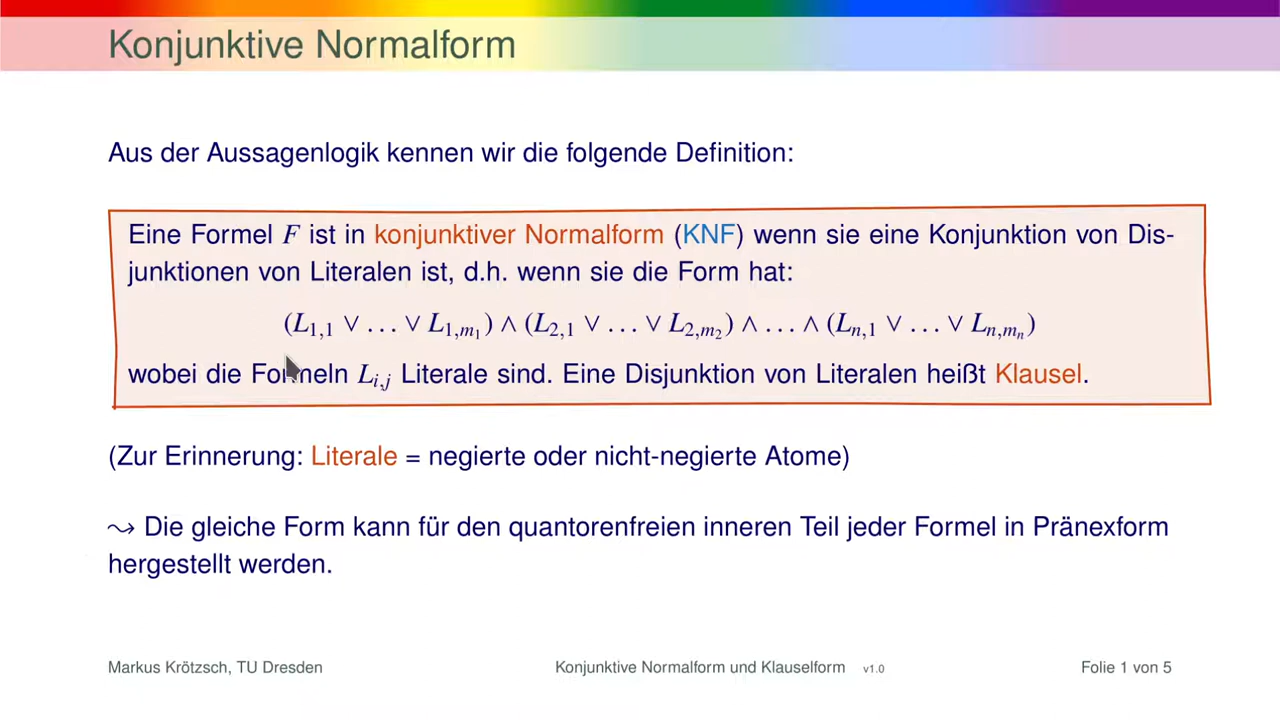 Konjunktive Normalform
Aus der Aussagenlogik kennen wir die folgende Definition:
Eine Formel F ist in konjunktiver Normalform (KNF) wenn sie eine Konjunktion von Dis-
junktionen von Literalen ist, d.h. wenn sie die Form hat:
(L₁,₁ ∨ … ∨ L₁,ₘ₁) ∧ (L₂,₁ ∨ … ∨ L₂,ₘ₂) ∧ … ∧ (Lₙ,₁ ∨ … ∨ Lₙ,ₘₙ)
wobei die Formeln Lᵢ,ⱼ Literale sind. Eine Disjunktion von Literalen heißt Klausel.
(Zur Erinnerung: Literale = negierte oder nicht-negierte Atome)
⤳ Die gleiche Form kann für den quantorenfreien inneren Teil jeder Formel in Pränexform
hergestellt werden.
Markus Krötzsch, TU Dresden Konjunktive Normalform und Klauselform v1.0 Folie 1 von 5